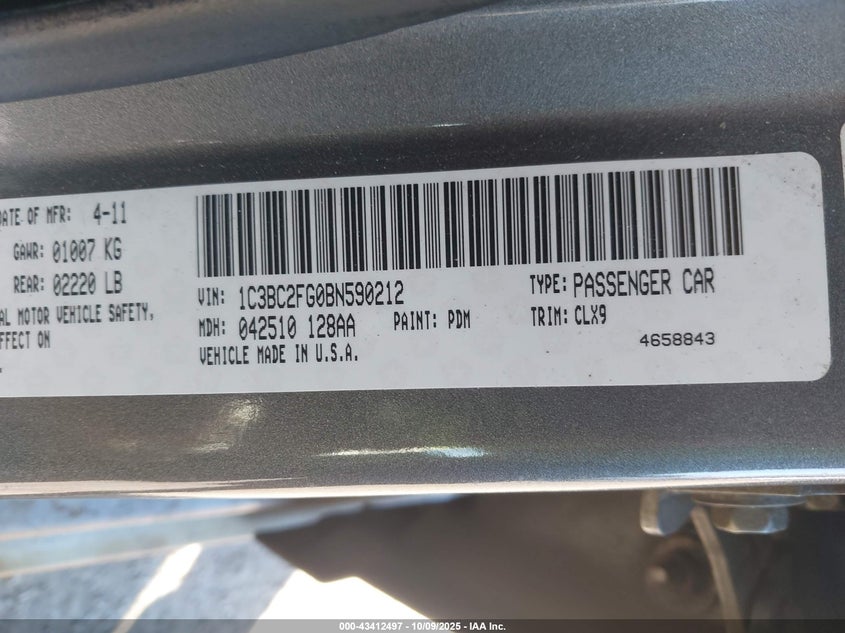 DATE OF MFR: 4-11
GAWR: 01007 KG
REAR: 02220 LB
AL MOTOR VEHICLE SAFETY,
FFECT ON
VIN: 1C3BC2FG0BN590212
TYPE: PASSENGER CAR
MDH: 042510 128AA
PAINT: PDM
TRIM: CLX9
VEHICLE MADE IN U.S.A.
4658843
000-43412497 - 10/09/2025 - IAA Inc.